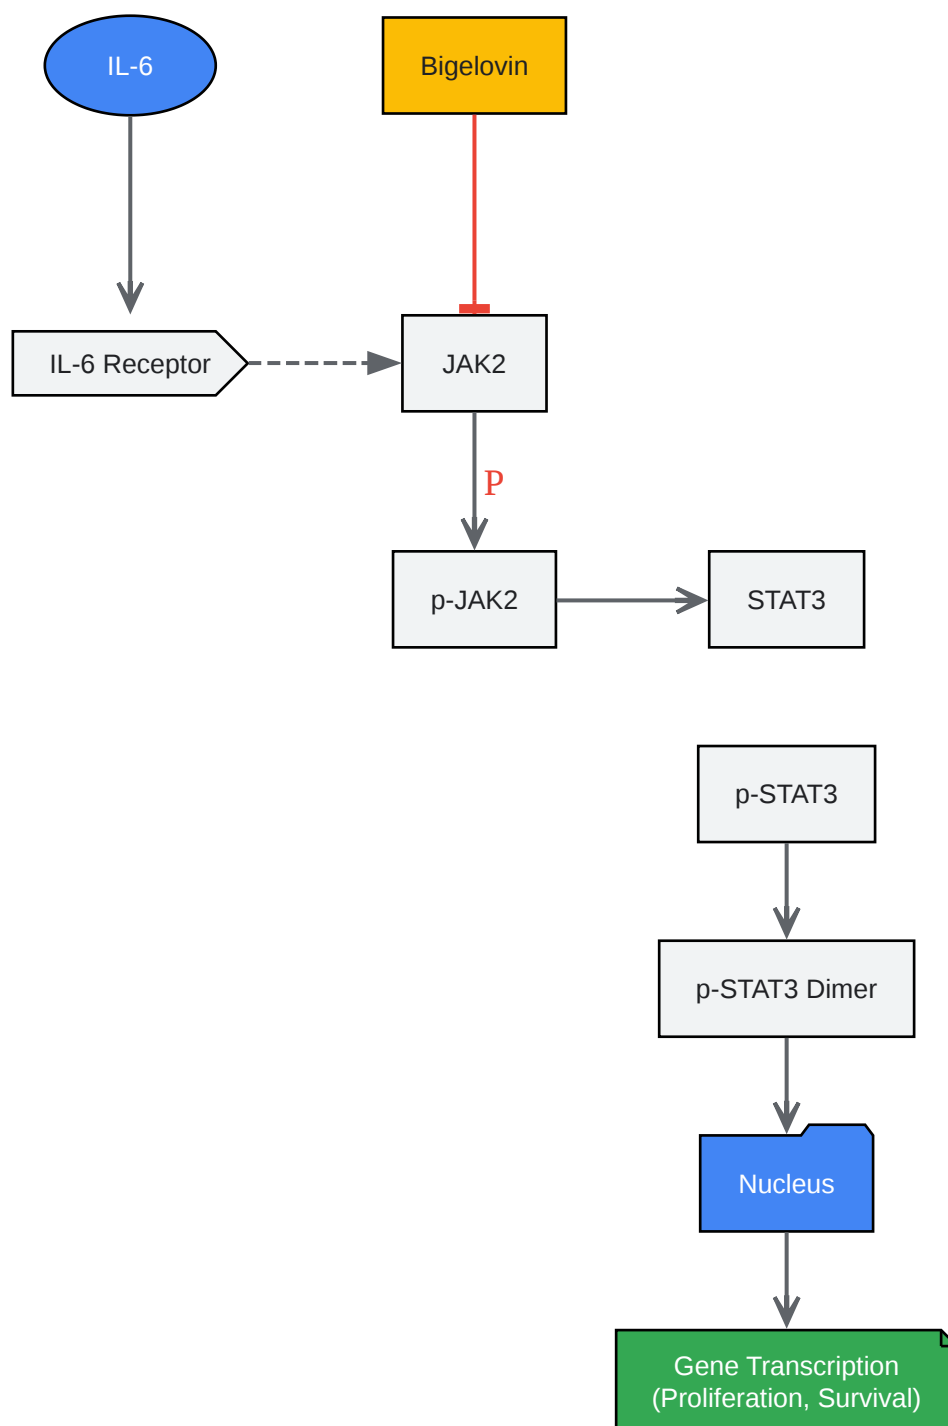 IL-6
Bigelovin
IL-6 Receptor
JAK2
P
p-JAK2
STAT3
p-STAT3
p-STAT3 Dimer
Nucleus
Gene Transcription
(Proliferation, Survival)